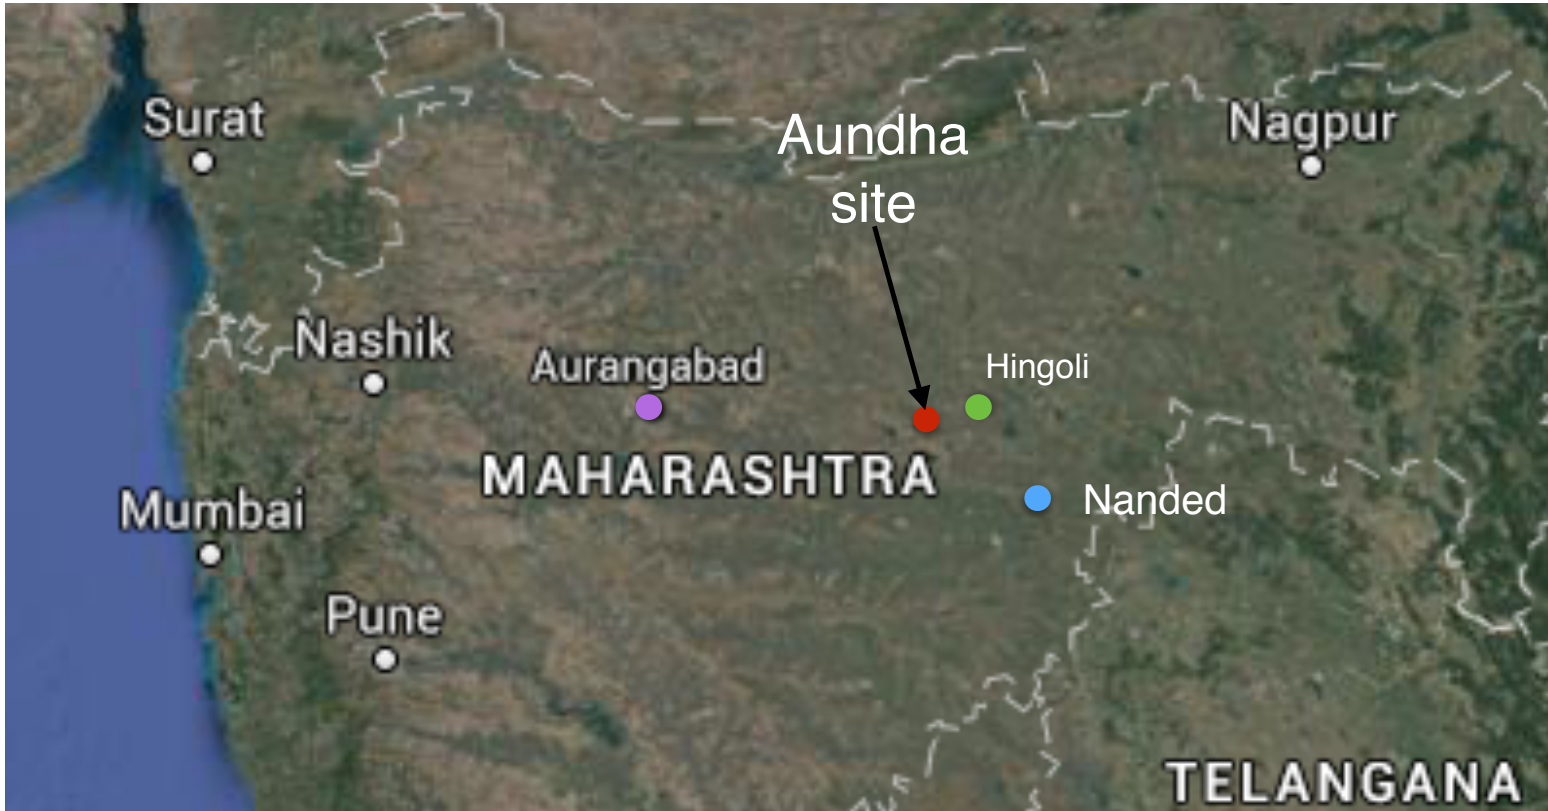 Surat
Aundha
site
Nagpur
Nashik
Aurangabad
Hingoli
MAHARASHTRA
Nanded
Mumbai
Pune
TELANGANA